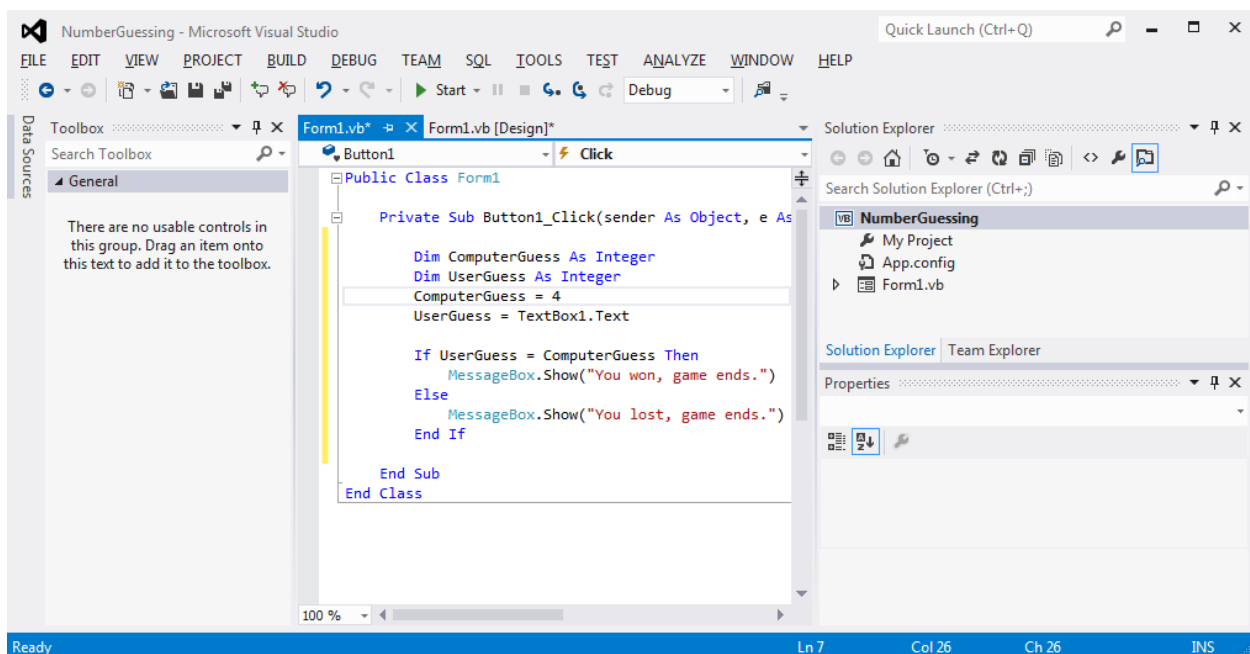 NumberGuessing - Microsoft Visual Studio
Quick Launch (Ctrl+Q)
FILE EDIT VIEW PROJECT BUILD DEBUG TEAM SQL TOOLS TEST ANALYZE WINDOW HELP
Start Debug
Data Sources
Toolbox
Search Toolbox
General
There are no usable controls in
this group. Drag an item onto
this text to add it to the toolbox.
Form1.vb* Form1.vb [Design]*
Button1 Click
Public Class Form1
Private Sub Button1_Click(sender As Object, e As
Dim ComputerGuess As Integer
Dim UserGuess As Integer
ComputerGuess = 4
UserGuess = TextBox1.Text
If UserGuess = ComputerGuess Then
MessageBox.Show("You won, game ends.")
Else
MessageBox.Show("You lost, game ends.")
End If
End Sub
End Class
100 %
Solution Explorer
Search Solution Explorer (Ctrl+;)
VB NumberGuessing
My Project
App.config
Form1.vb
Solution Explorer Team Explorer
Properties
Ready Ln 7 Col 26 Ch 26 INS